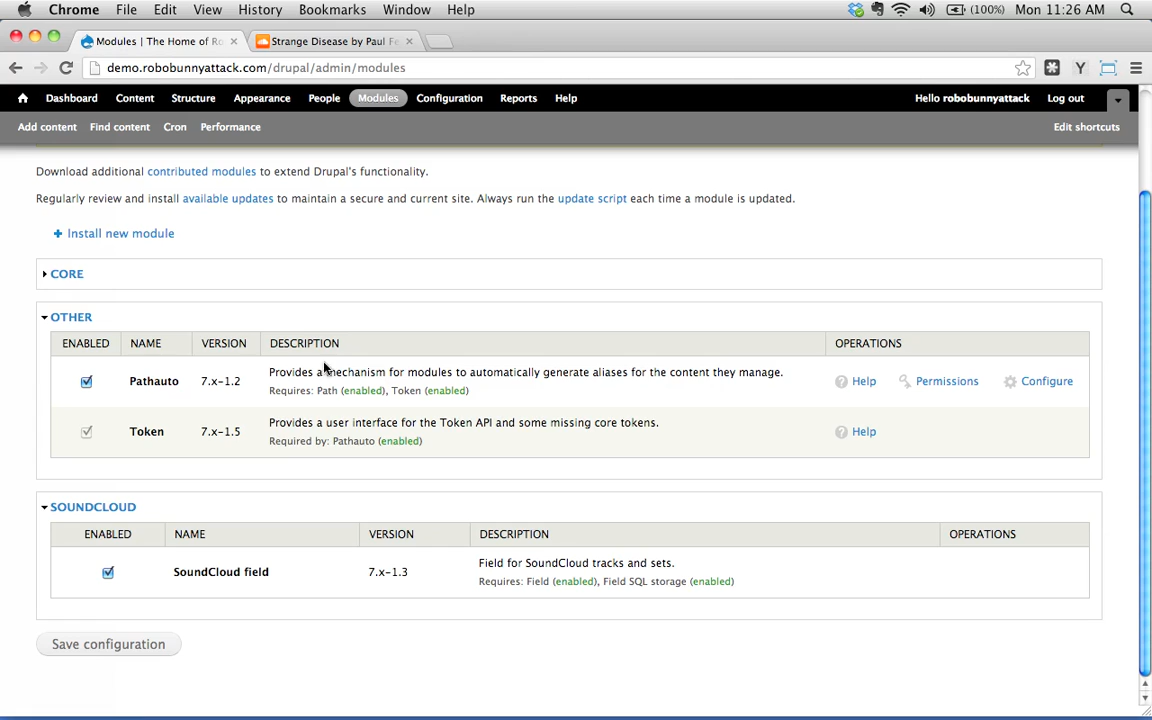 Chrome File Edit View History Bookmarks Window Help (100%) Mon 11:26 AM
Modules | The Home of Ro × Strange Disease by Paul Fe ×
demo.robobunnyattack.com/drupal/admin/modules
Dashboard Content Structure Appearance People Modules Configuration Reports Help Hello robobunnyattack Log out
Add content Find content Cron Performance Edit shortcuts
Download additional contributed modules to extend Drupal's functionality.
Regularly review and install available updates to maintain a secure and current site. Always run the update script each time a module is updated.
+ Install new module
CORE
OTHER
ENABLED NAME VERSION DESCRIPTION OPERATIONS
Pathauto 7.x-1.2 Provides a mechanism for modules to automatically generate aliases for the content they manage. Help Permissions Configure
Requires: Path (enabled), Token (enabled)
Token 7.x-1.5 Provides a user interface for the Token API and some missing core tokens. Help
Required by: Pathauto (enabled)
SOUNDCLOUD
ENABLED NAME VERSION DESCRIPTION OPERATIONS
SoundCloud field 7.x-1.3 Field for SoundCloud tracks and sets.
Requires: Field (enabled), Field SQL storage (enabled)
Save configuration